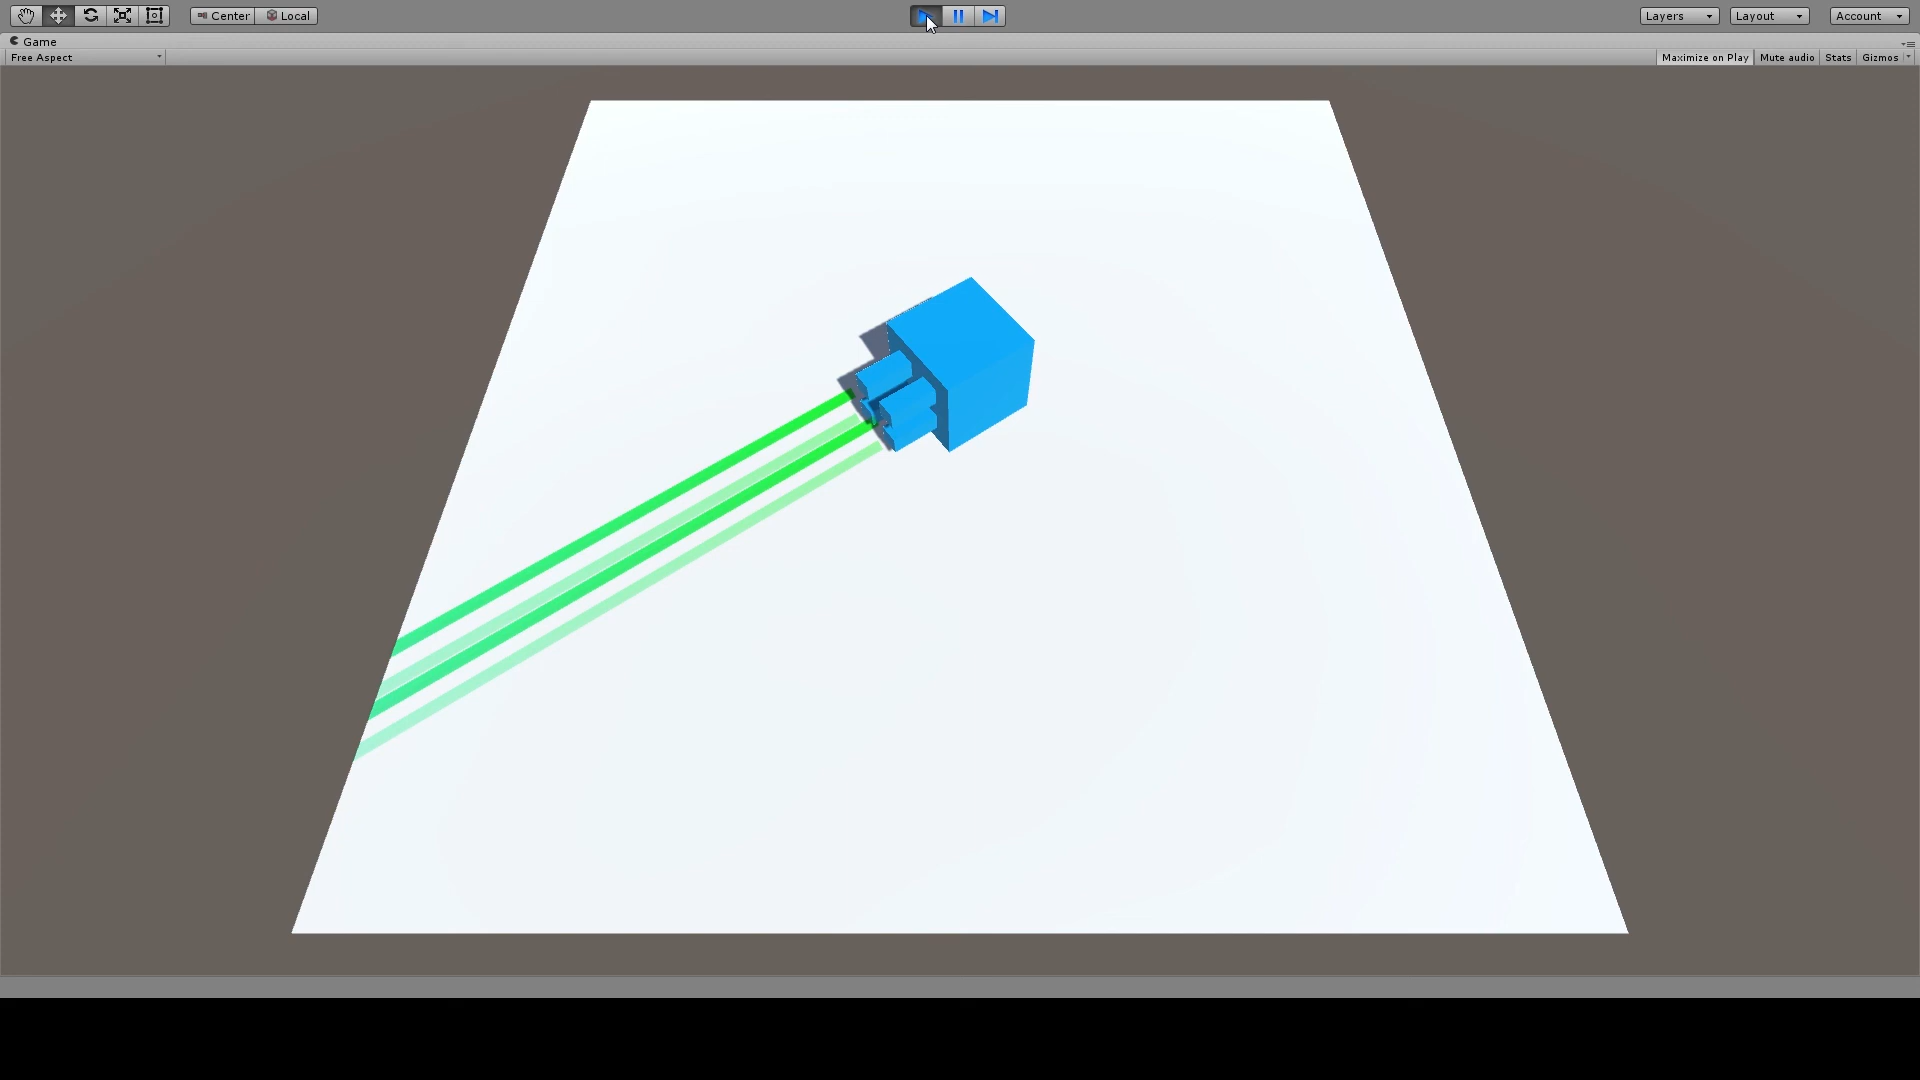 Center Local Layers Layout Account
Game
Free Aspect Maximize on Play Mute audio Stats Gizmos